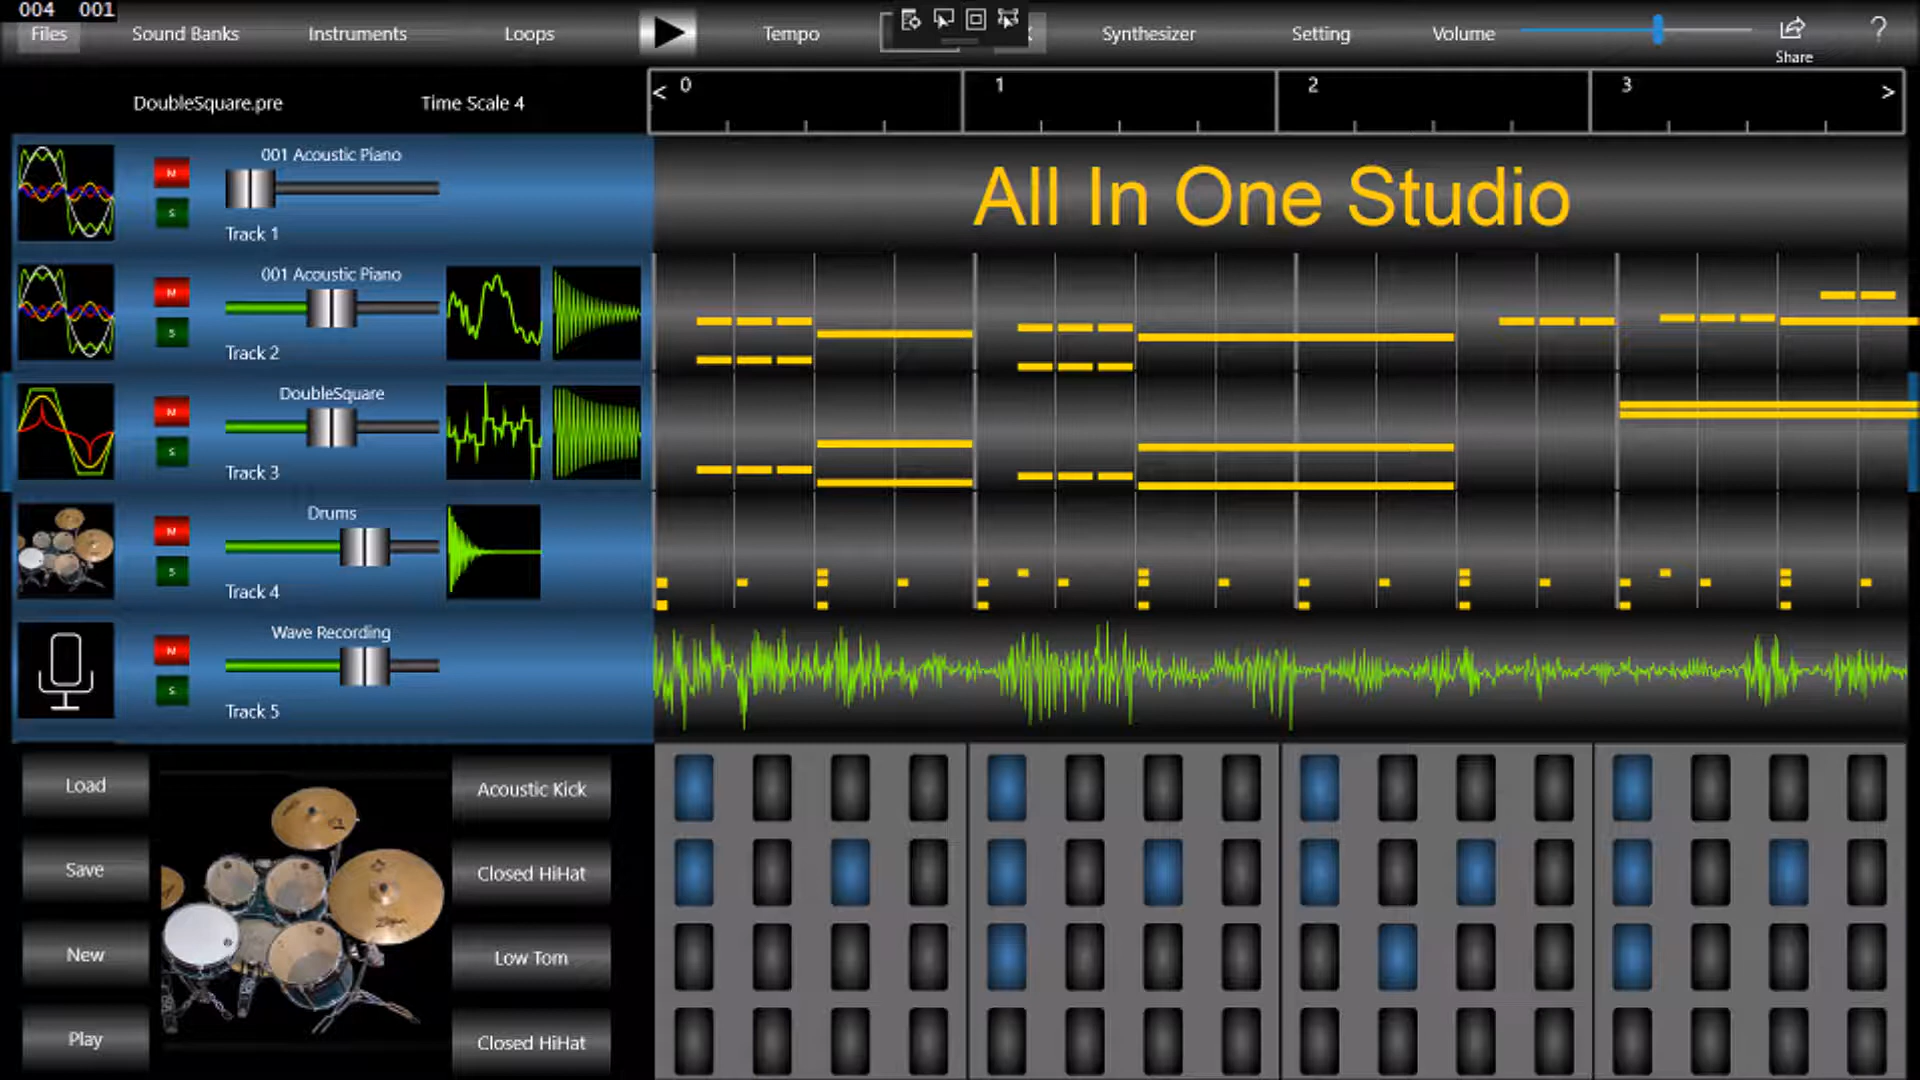 004 001
Files Sound Banks Instruments Loops Tempo Synthesizer Setting Volume Share ?
DoubleSquare.pre Time Scale 4 < 0 1 2 3 >
001 Acoustic Piano
M
S
Track 1
All In One Studio
001 Acoustic Piano
M
S
Track 2
DoubleSquare
M
S
Track 3
Drums
M
S
Track 4
Wave Recording
M
S
Track 5
Load Acoustic Kick
Save Closed HiHat
New Low Tom
Play Closed HiHat